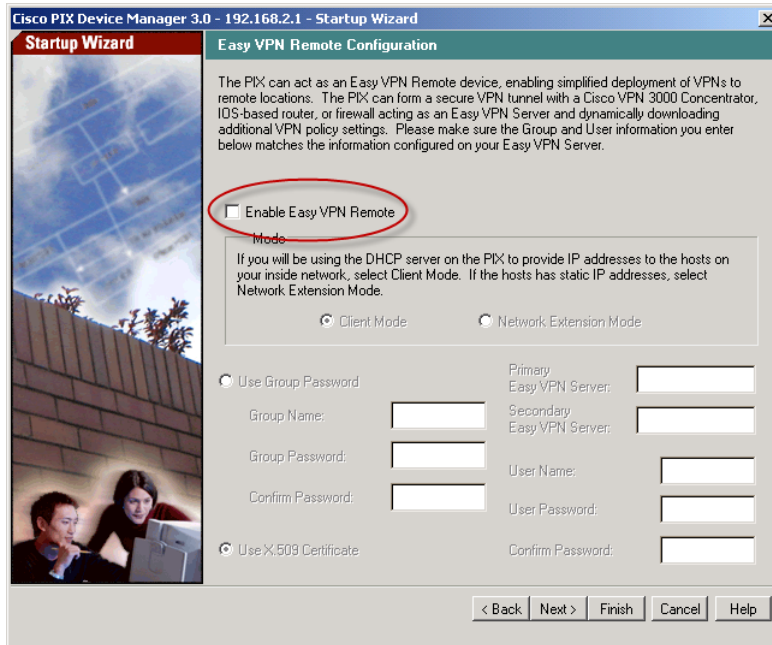 Cisco PIX Device Manager 3.0 - 192.168.2.1 - Startup Wizard
Startup Wizard
Easy VPN Remote Configuration
The PIX can act as an Easy VPN Remote device, enabling simplified deployment of VPNs to
remote locations. The PIX can form a secure VPN tunnel with a Cisco VPN 3000 Concentrator,
IOS-based router, or firewall acting as an Easy VPN Server and dynamically downloading
additional VPN policy settings. Please make sure the Group and User information you enter
below matches the information configured on your Easy VPN Server.
Enable Easy VPN Remote
Mode
If you will be using the DHCP server on the PIX to provide IP addresses to the hosts on
your inside network, select Client Mode. If the hosts has static IP addresses, select
Network Extension Mode.
Client Mode
Network Extension Mode
Use Group Password
Group Name:
Group Password:
Confirm Password:
Use X.509 Certificate
Primary
Easy VPN Server:
Secondary
Easy VPN Server:
User Name:
User Password:
Confirm Password:
< Back
Next >
Finish
Cancel
Help